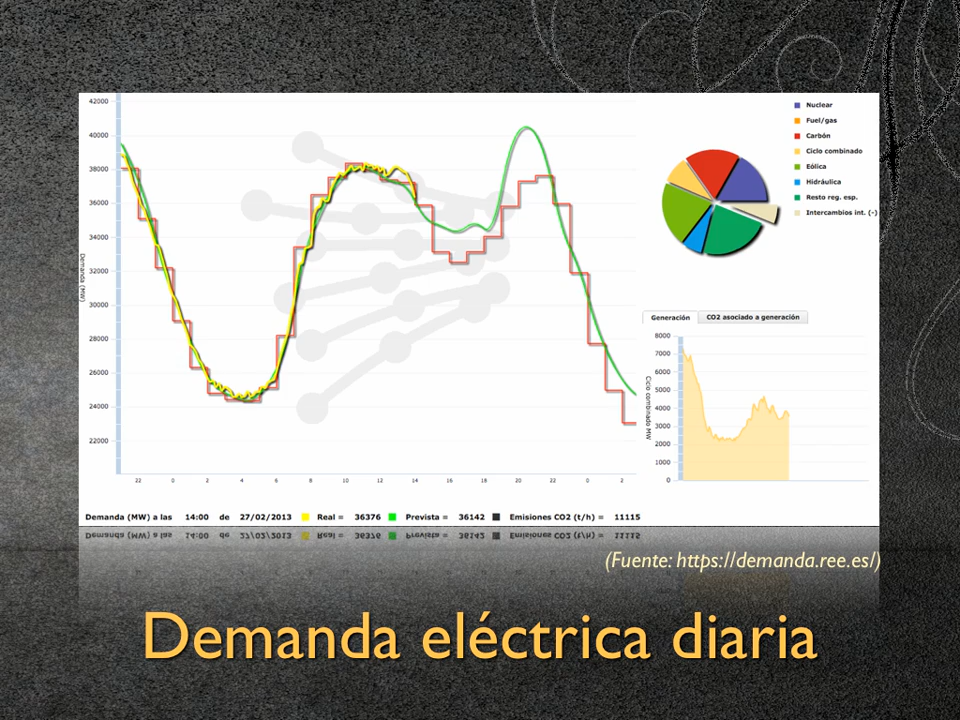 42000
40000
38000
36000
34000
32000
30000
28000
26000
24000
22000
Demanda (MW)
22 0 2 4 6 8 10 12 14 16 18 20 22 0 2
Nuclear
Fuel/gas
Carbón
Ciclo combinado
Eólica
Hidráulica
Resto reg. esp.
Intercambios int. (-)
Generación CO2 asociado a generación
8000
7000
6000
5000
4000
3000
2000
1000
0
Ciclo combinado MW
Demanda (MW) a las 14:00 de 27/02/2013 Real = 36376 Prevista = 36142 Emisiones CO2 (t/h) = 11115
(Fuente: https://demanda.ree.es/)
Demanda eléctrica diaria